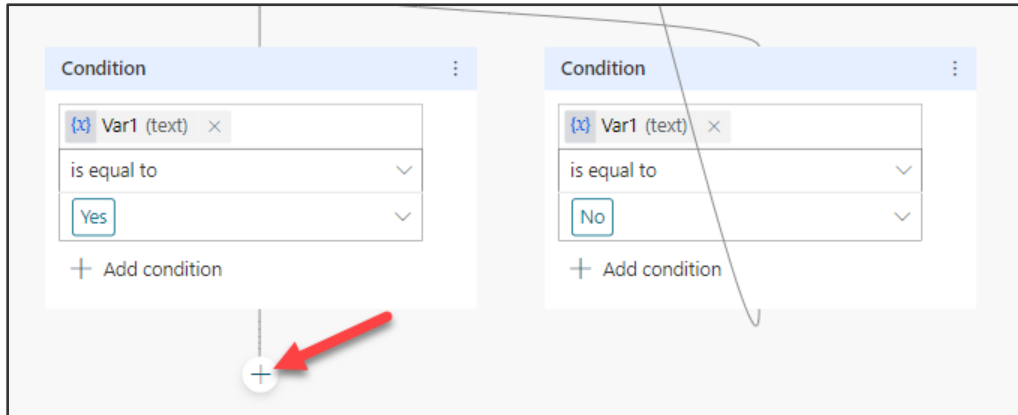 Condition
{x} Var1 (text) ×
is equal to
Yes
+ Add condition
Condition
{x} Var1 (text) ×
is equal to
No
+ Add condition